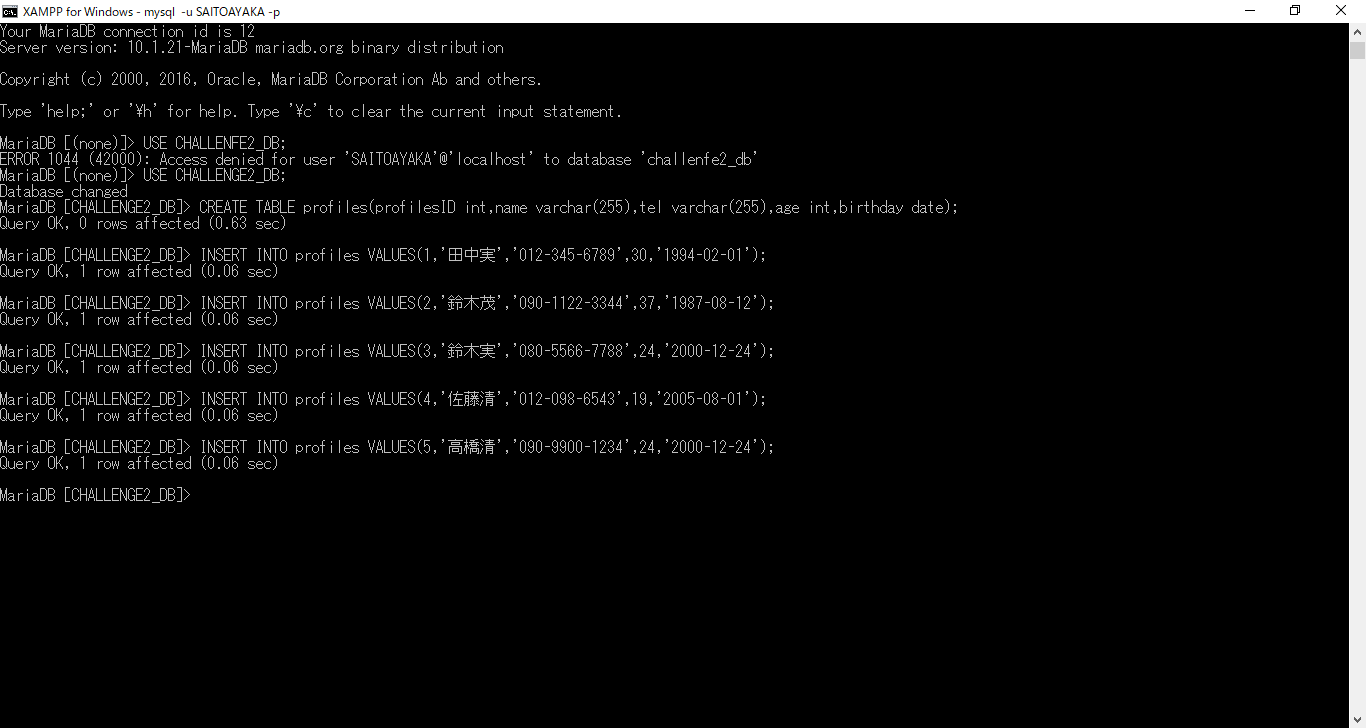 XAMPP for Windows - mysql  -u SAITOAYAKA -p
Your MariaDB connection id is 12
Server version: 10.1.21-MariaDB mariadb.org binary distribution
Copyright (c) 2000, 2016, Oracle, MariaDB Corporation Ab and others.
Type 'help;' or '\h' for help. Type '\c' to clear the current input statement.
MariaDB [(none)]> USE CHALLENFE2_DB;
ERROR 1044 (42000): Access denied for user 'SAITOAYAKA'@'localhost' to database 'challenfe2_db'
MariaDB [(none)]> USE CHALLENGE2_DB;
Database changed
MariaDB [CHALLENGE2_DB]> CREATE TABLE profiles(profilesID int,name varchar(255),tel varchar(255),age int,birthday date);
Query OK, 0 rows affected (0.63 sec)
MariaDB [CHALLENGE2_DB]> INSERT INTO profiles VALUES(1,'田中実','012-345-6789',30,'1994-02-01');
Query OK, 1 row affected (0.06 sec)
MariaDB [CHALLENGE2_DB]> INSERT INTO profiles VALUES(2,'鈴木茂','090-1122-3344',37,'1987-08-12');
Query OK, 1 row affected (0.06 sec)
MariaDB [CHALLENGE2_DB]> INSERT INTO profiles VALUES(3,'鈴木実','080-5566-7788',24,'2000-12-24');
Query OK, 1 row affected (0.06 sec)
MariaDB [CHALLENGE2_DB]> INSERT INTO profiles VALUES(4,'佐藤清','012-098-6543',19,'2005-08-01');
Query OK, 1 row affected (0.06 sec)
MariaDB [CHALLENGE2_DB]> INSERT INTO profiles VALUES(5,'高橋清','090-9900-1234',24,'2000-12-24');
Query OK, 1 row affected (0.06 sec)
MariaDB [CHALLENGE2_DB]>